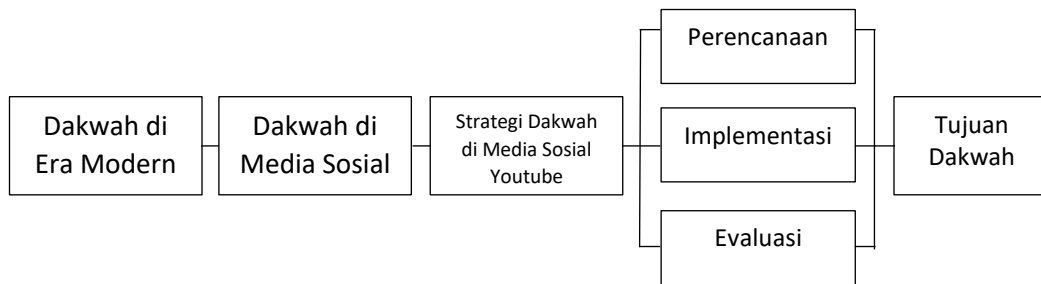 Dakwah di
Era Modern
Dakwah di
Media Sosial
Strategi Dakwah
di Media Sosial
Youtube
Perencanaan
Implementasi
Evaluasi
Tujuan
Dakwah